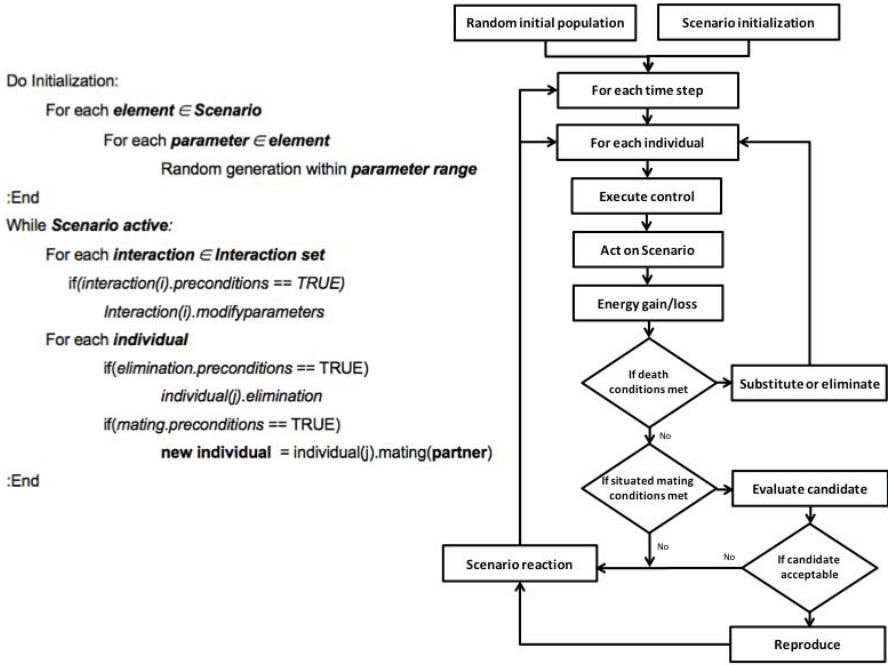 Do Initialization:
For each element ∈ Scenario
For each parameter ∈ element
Random generation within parameter range
:End
While Scenario active:
For each interaction ∈ Interaction set
if(interaction(i).preconditions == TRUE)
Interaction(i).modifyparameters
For each individual
if(elimination.preconditions == TRUE)
individual(j).elimination
if(mating.preconditions == TRUE)
new individual = individual(j).mating(partner)
:End
Random initial population
Scenario initialization
For each time step
For each individual
Execute control
Act on Scenario
Energy gain/loss
If death
conditions met
Substitute or eliminate
No
If situated mating
conditions met
Evaluate candidate
No
No
If candidate
acceptable
Scenario reaction
Reproduce